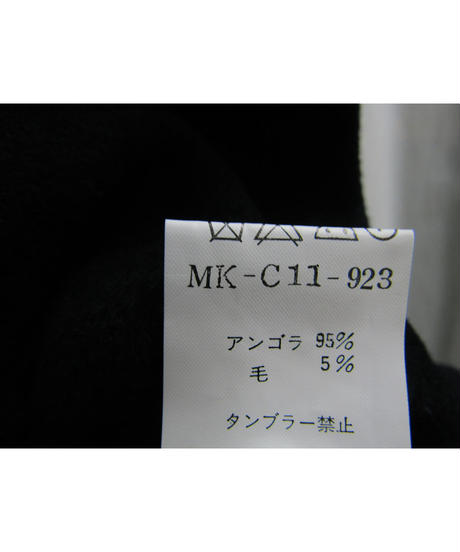 MK-C11-923
アンゴラ 95%
毛 5%
タンブラー禁止